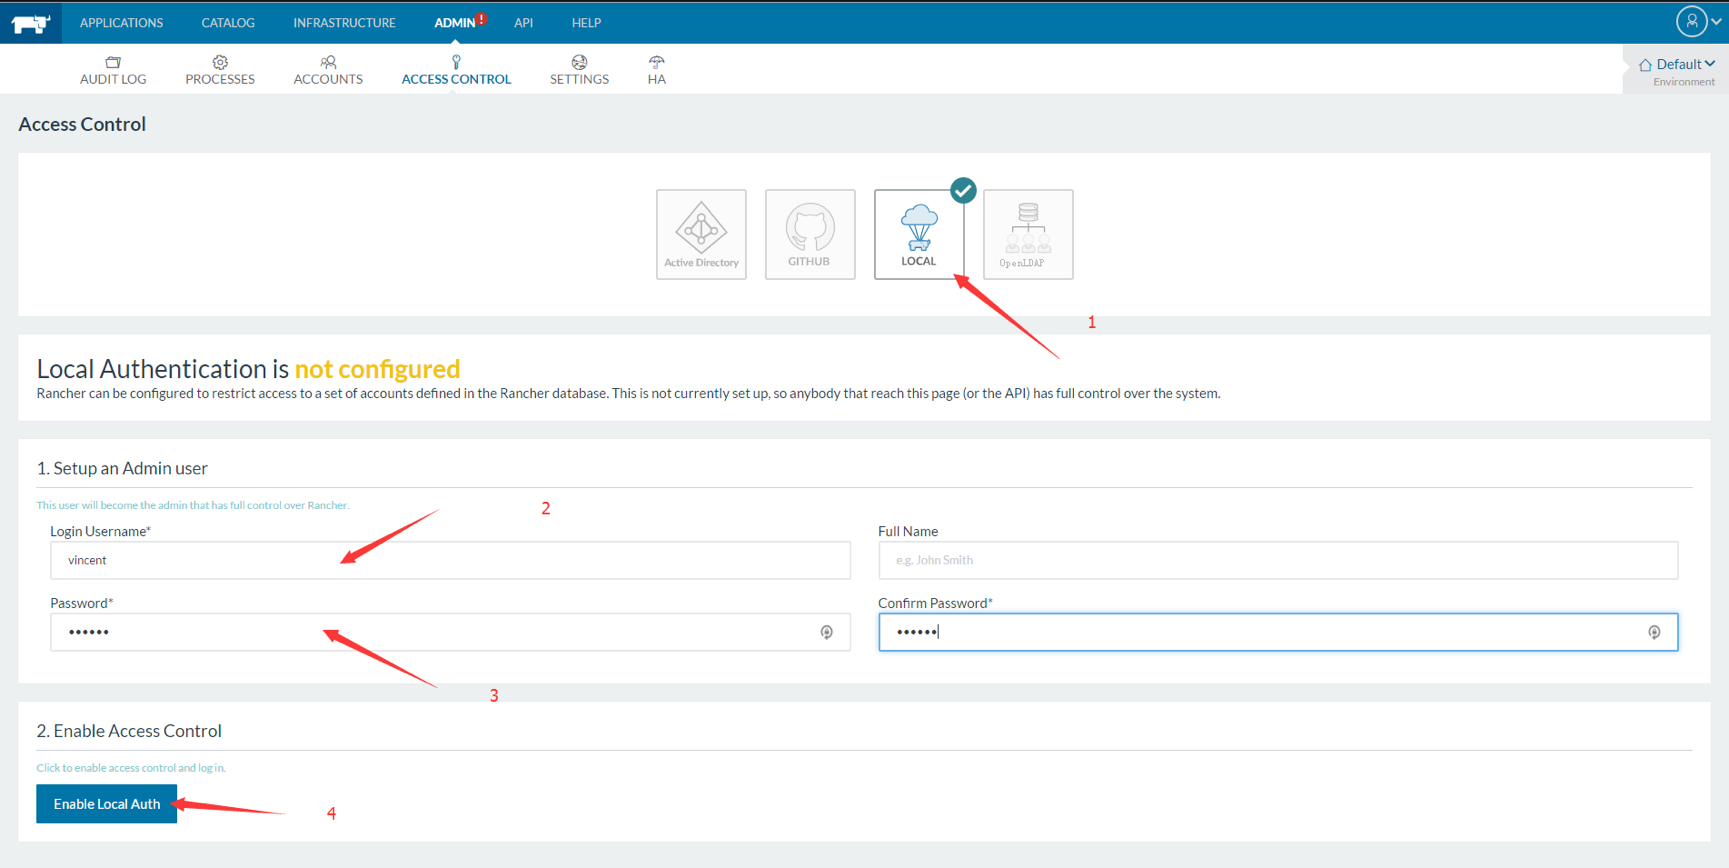 APPLICATIONS CATALOG INFRASTRUCTURE ADMIN ! API HELP
AUDIT LOG PROCESSES ACCOUNTS ACCESS CONTROL SETTINGS HA
Default
Environment
Access Control
Active Directory GITHUB LOCAL OpenLDAP
1
Local Authentication is not configured
Rancher can be configured to restrict access to a set of accounts defined in the Rancher database. This is not currently set up, so anybody that reach this page (or the API) has full control over the system.
1. Setup an Admin user
This user will become the admin that has full control over Rancher.
2
Login Username* Full Name
vincent e.g. John Smith
Password* Confirm Password*
•••••• ••••••
3
2. Enable Access Control
Click to enable access control and log in.
Enable Local Auth
4